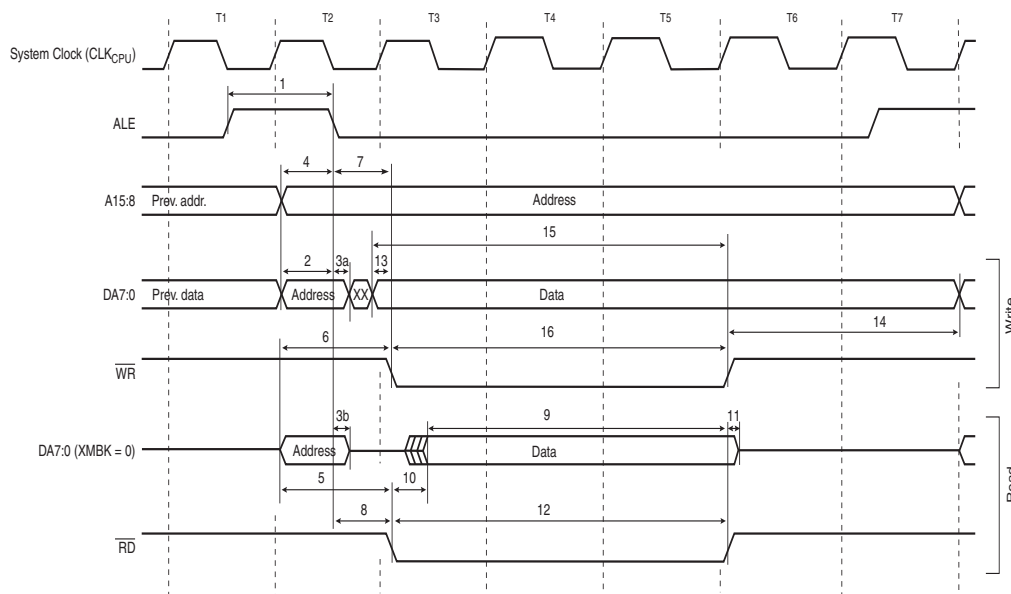 T1 T2 T3 T4 T5 T6 T7
System Clock (CLKCPU)
1
ALE
4 7
A15:8 Prev. addr. Address
15
2 3a 13
DA7:0 Prev. data Address XX Data
14
6 16
WR
Write
3b 9 11
DA7:0 (XMBK = 0) Address Data
5 10
8 12
RD
Read